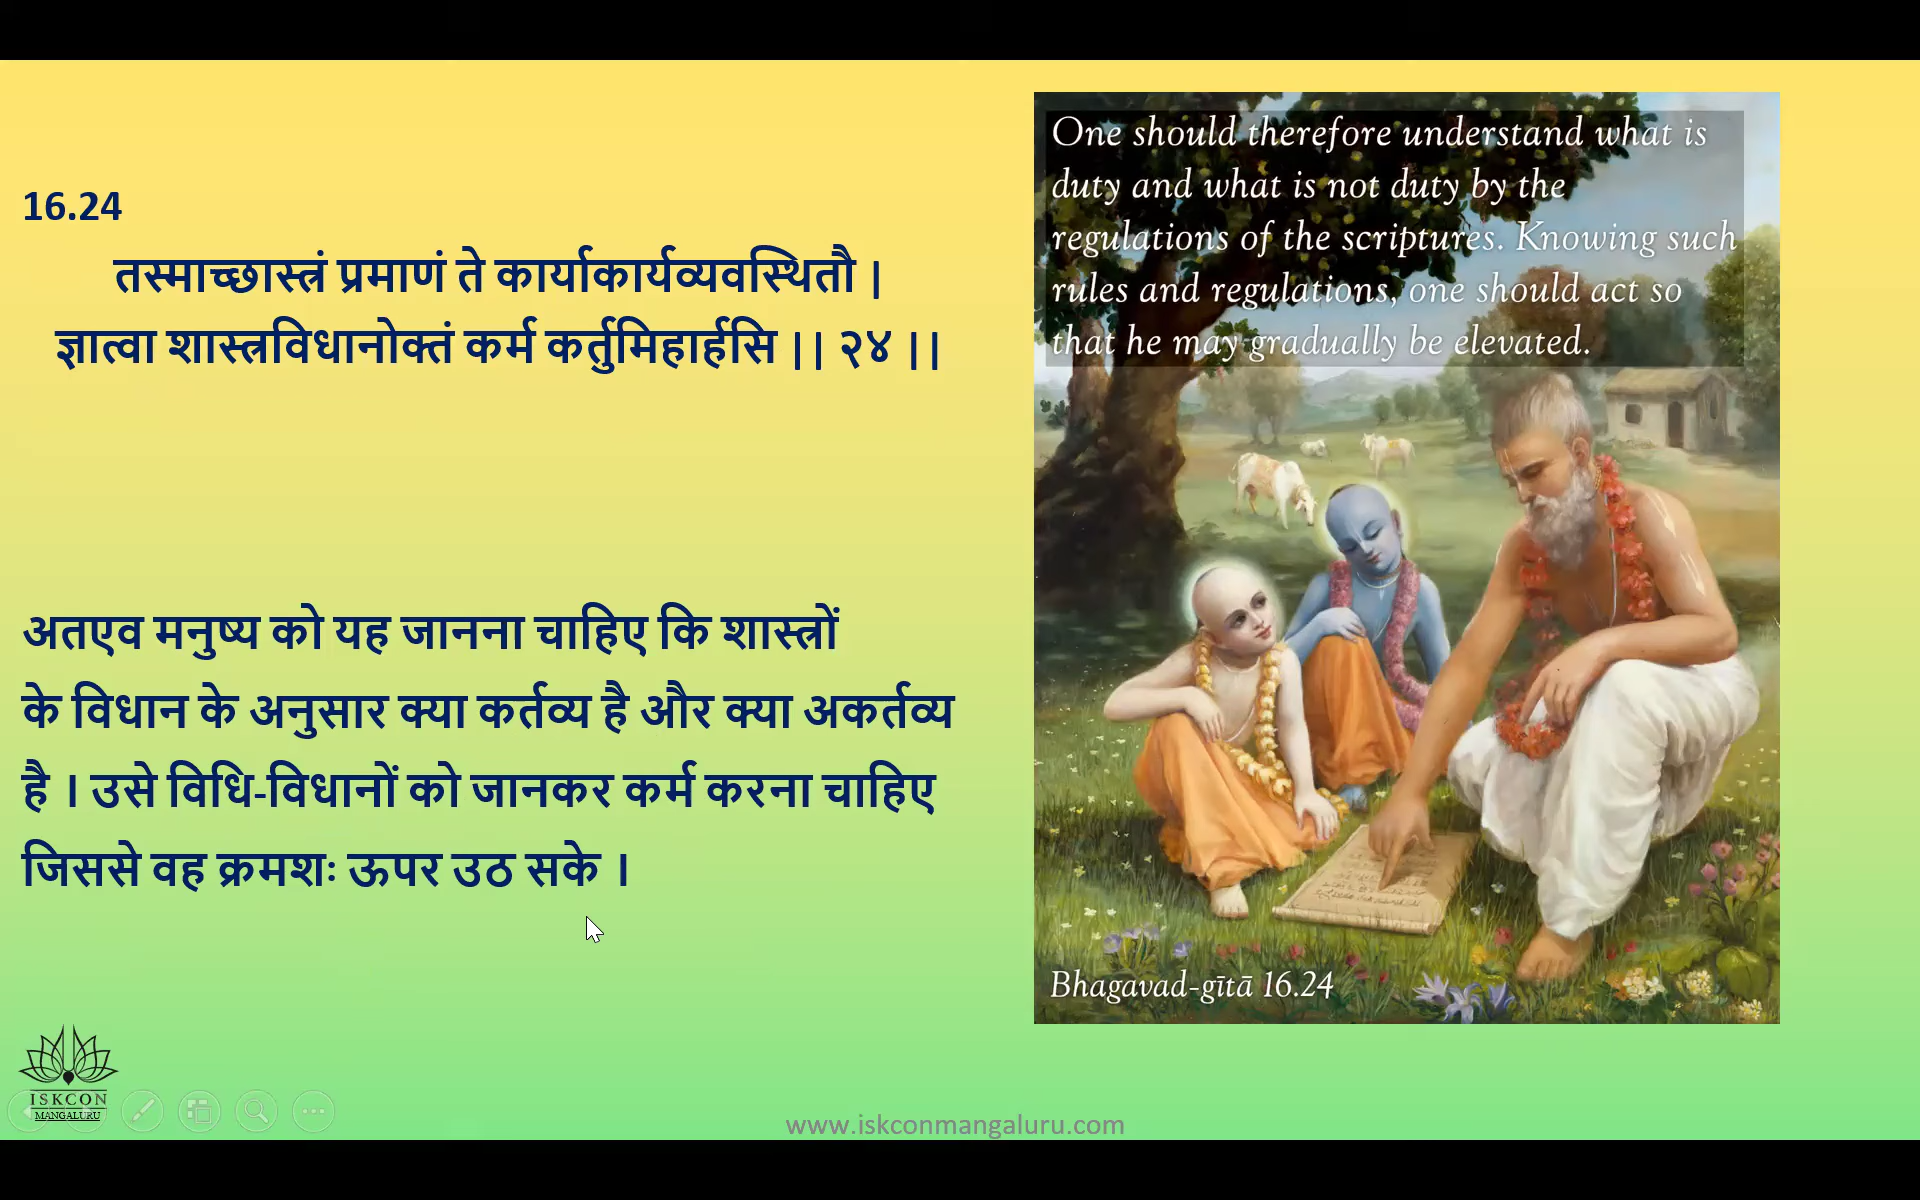 16.24
तस्माच्छास्त्रं प्रमाणं ते कार्याकार्यव्यवस्थितौ |
ज्ञात्वा शास्त्रविधानोक्तं कर्म कर्तुमिहार्हसि || २४ ||
अतएव मनुष्य को यह जानना चाहिए कि शास्त्रों
के विधान के अनुसार क्या कर्तव्य है और क्या अकर्तव्य
है । उसे विधि-विधानों को जानकर कर्म करना चाहिए
जिससे वह क्रमशः ऊपर उठ सके ।
One should therefore understand what is
duty and what is not duty by the
regulations of the scriptures. Knowing such
rules and regulations, one should act so
that he may gradually be elevated.
Bhagavad-gītā 16.24
ISKCON
MANGALURU
www.iskconmangaluru.com